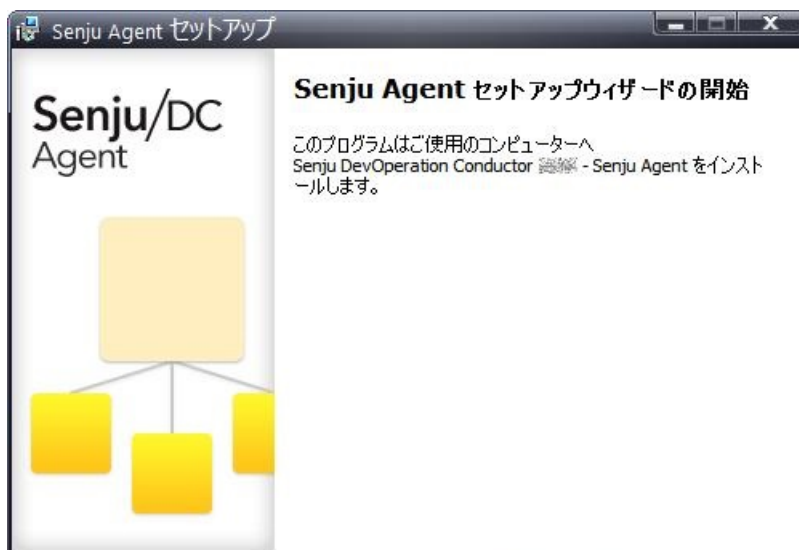 Senju Agent セットアップ
Senju/DC
Agent
Senju Agent セットアップウィザードの開始
このプログラムはご使用のコンピューターへ
Senju DevOperation Conductor - Senju Agent をインスト
ールします。